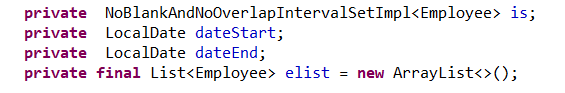 private NoBlankAndNoOverlapIntervalSetImpl<Employee> is;
private LocalDate dateStart;
private LocalDate dateEnd;
private final List<Employee> elist = new ArrayList<>();